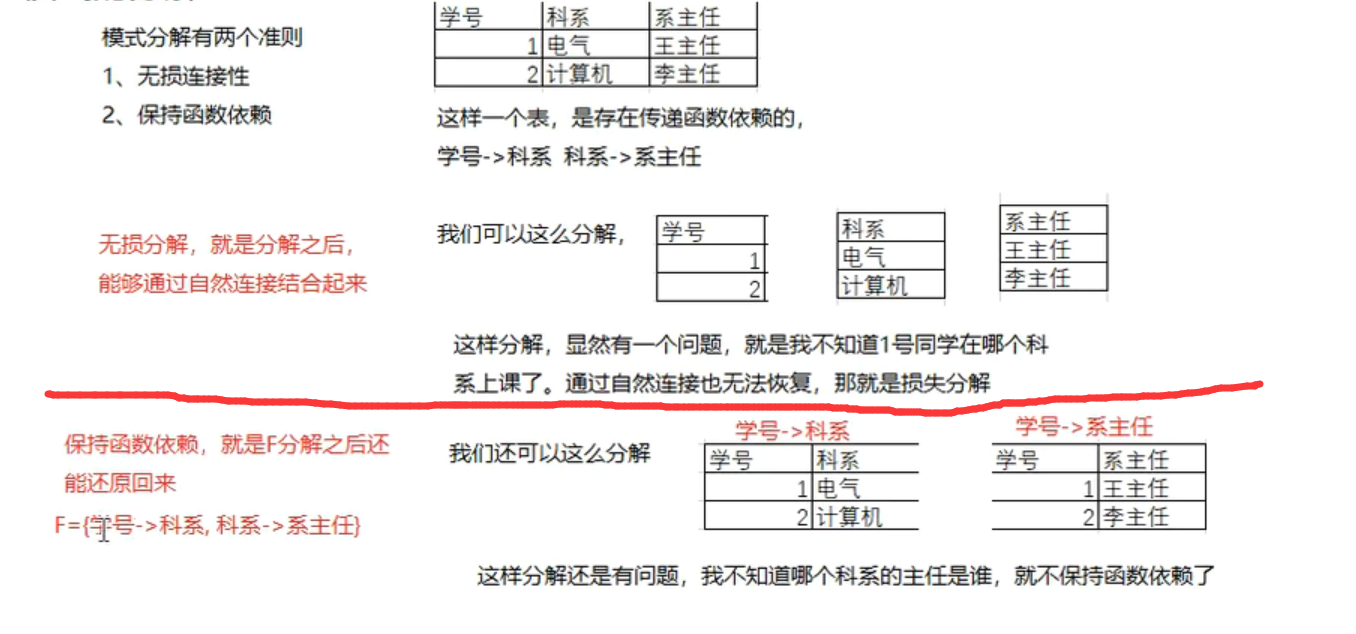 模式分解有两个准则
1、无损连接性
2、保持函数依赖
学号 科系 系主任
1 电气 王主任
2 计算机 李主任
这样一个表，是存在传递函数依赖的，
学号->科系 科系->系主任
无损分解，就是分解之后，
能够通过自然连接结合起来
我们可以这么分解，
学号
1
2
科系
电气
计算机
系主任
王主任
李主任
这样分解，显然有一个问题，就是我不知道1号同学在哪个科
系上课了。通过自然连接也无法恢复，那就是损失分解
保持函数依赖，就是F分解之后还
能还原回来
F={学号->科系, 科系->系主任}
我们还可以这么分解
学号->科系
学号 科系
1 电气
2 计算机
学号->系主任
学号 系主任
1 王主任
2 李主任
这样分解还是有问题，我不知道哪个科系的主任是谁，就不保持函数依赖了